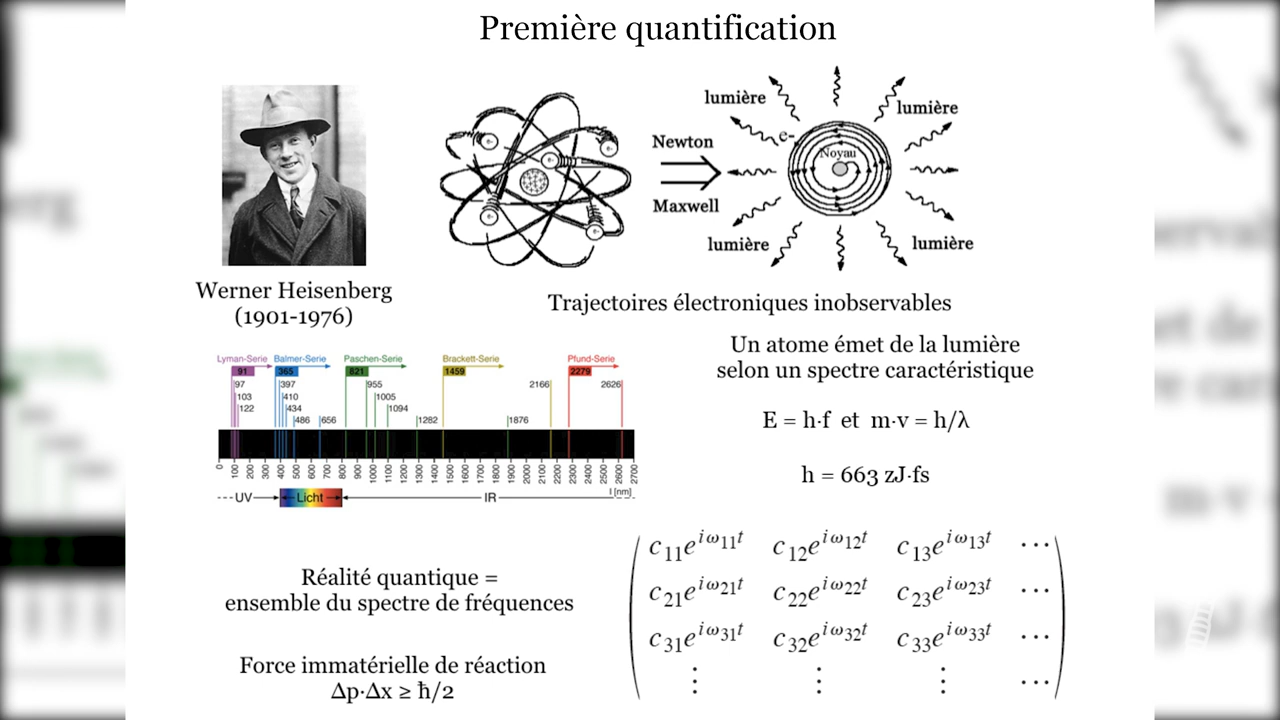 Première quantification
lumière
lumière
e-
Noyau
Newton
Maxwell
lumière
lumière
Werner Heisenberg
(1901-1976)
Trajectoires électroniques inobservables
Lyman-Serie Balmer-Serie Paschen-Serie Brackett-Serie Pfund-Serie
91 365 821 1459 2279
97 397 955 2166 2626
103 410 1005
122 434 1094
486 656 1282 1876
0 100 200 300 400 500 600 700 800 900 1000 1100 1200 1300 1400 1500 1600 1700 1800 1900 2000 2100 2200 2300 2400 2500 2600 2700
l [nm]
UV Licht IR
Un atome émet de la lumière
selon un spectre caractéristique
E = h·f et m·v = h/λ
h = 663 zJ·fs
Réalité quantique =
ensemble du spectre de fréquences
Force immatérielle de réaction
Δp·Δx ≥ ħ/2
c₁₁e^{iω₁₁t} c₁₂e^{iω₁₂t} c₁₃e^{iω₁₃t} ⋯
c₂₁e^{iω₂₁t} c₂₂e^{iω₂₂t} c₂₃e^{iω₂₃t} ⋯
c₃₁e^{iω₃₁t} c₃₂e^{iω₃₂t} c₃₃e^{iω₃₃t} ⋯
⋮ ⋮ ⋮ ⋯